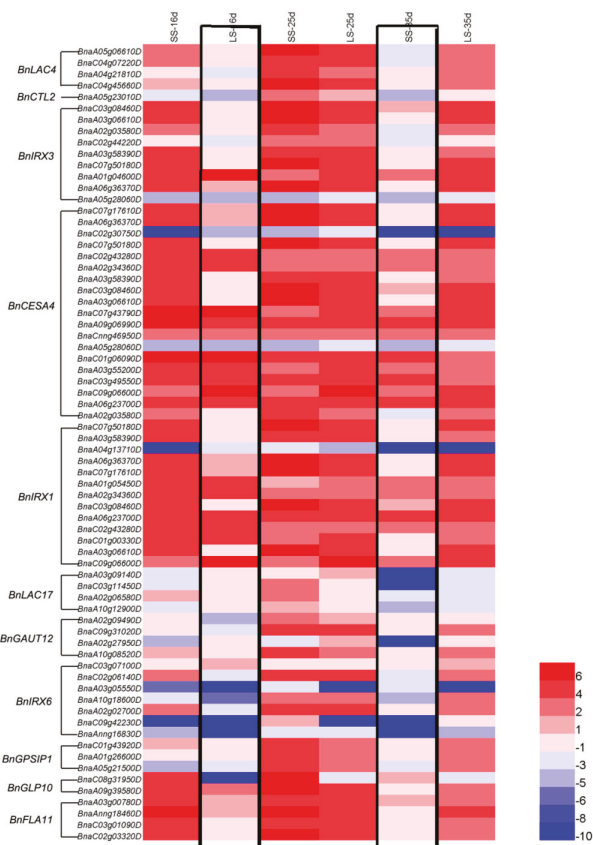 SS-16d LS-16d SS-25d LS-25d SS-35d LS-35d
BnLAC4
BnaA05g06610D
BnaC04g07220D
BnaA04g21810D
BnaC04g45660D
BnCTL2
BnaA05g23010D
BnIRX3
BnaC03g08460D
BnaA03g06610D
BnaA02g03580D
BnaC02g44220D
BnaA03g58390D
BnaC07g50180D
BnaA01g04600D
BnaA06g36370D
BnaA05g28060D
BnCESA4
BnaC07g17610D
BnaA06g36370D
BnaC02g30750D
BnaC07g50180D
BnaC02g43280D
BnaA02g34360D
BnaA03g58390D
BnaC03g08460D
BnaA03g06610D
BnaC07g43790D
BnaA09g06990D
BnaCnng46950D
BnaA05g28060D
BnaC01g06090D
BnaA03g55200D
BnaC03g49550D
BnaC09g06600D
BnaA06g23700D
BnaA02g03580D
BnIRX1
BnaC07g50180D
BnaA03g58390D
BnaA04g13710D
BnaA06g36370D
BnaC07g17610D
BnaA01g05450D
BnaA02g34360D
BnaC03g08460D
BnaA06g23700D
BnaC02g43280D
BnaC01g00330D
BnaA03g06610D
BnaC09g06600D
BnLAC17
BnaA03g09140D
BnaC03g11450D
BnaA02g06580D
BnaA10g12900D
BnGAUT12
BnaA02g09490D
BnaC09g31020D
BnaA02g27950D
BnaA10g08520D
BnIRX6
BnaC03g07100D
BnaC02g06140D
BnaA03g05550D
BnaA10g18600D
BnaA02g02700D
BnaC09g42230D
BnaAnng16830D
BnGPSIP1
BnaC01g43920D
BnaA01g26600D
BnaA05g21500D
BnGLP10
BnaC08g31950D
BnaA09g39580D
BnFLA11
BnaA03g00780D
BnaAnng18460D
BnaC03g01090D
BnaC02g03320D
6
4
2
1
-1
-3
-5
-6
-8
-10